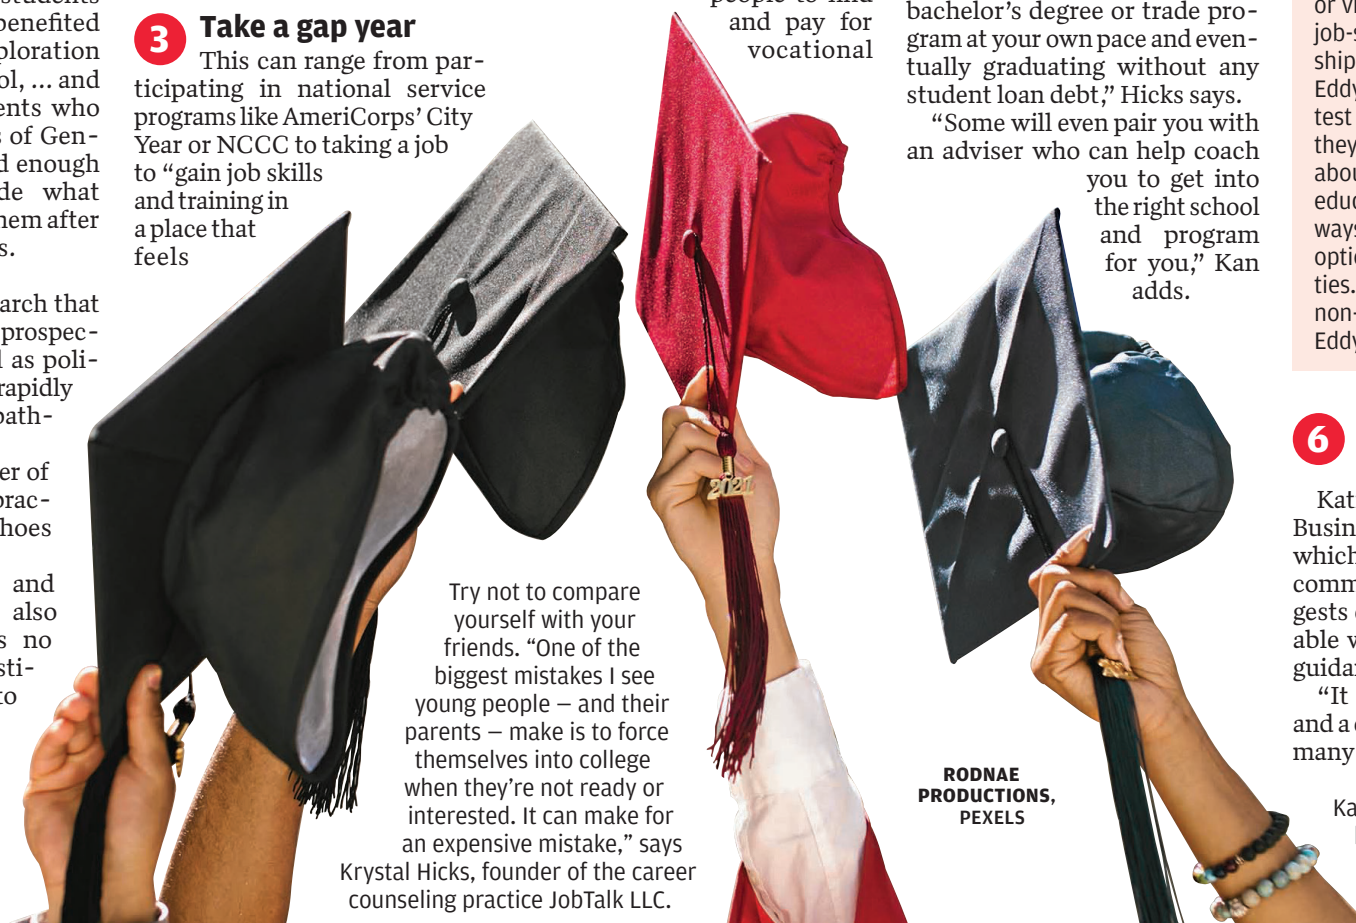 students
benefited
ploration
ol, ... and
ents who
s of Gen-
d enough
de what
hem after
s.
arch that
prospec-
l as poli-
rapidly
path-
er of
prac-
hoes
and
also
s no
sti-
to
3 Take a gap year
This can range from par-
ticipating in national service
programs like AmeriCorps’ City
Year or NCCC to taking a job
to “gain job skills
and training in
a place that
feels
people to find
and pay for
vocational
bachelor’s degree or trade pro-
gram at your own pace and even-
tually graduating without any
student loan debt,” Hicks says.
“Some will even pair you with
an adviser who can help coach
you to get into
the right school
and program
for you,” Kan
adds.
2021
Try not to compare
yourself with your
friends. “One of the
biggest mistakes I see
young people – and their
parents – make is to force
themselves into college
when they’re not ready or
interested. It can make for
an expensive mistake,” says
Krystal Hicks, founder of the career
counseling practice JobTalk LLC.
RODNAE
PRODUCTIONS,
PEXELS
or vi
job-s
ship
Eddy
test
they
abou
educ
ways
optio
ties.
non-
Eddy
6
Kat
Busin
which
comm
gests
able v
guida
“It
and a
many
Ka